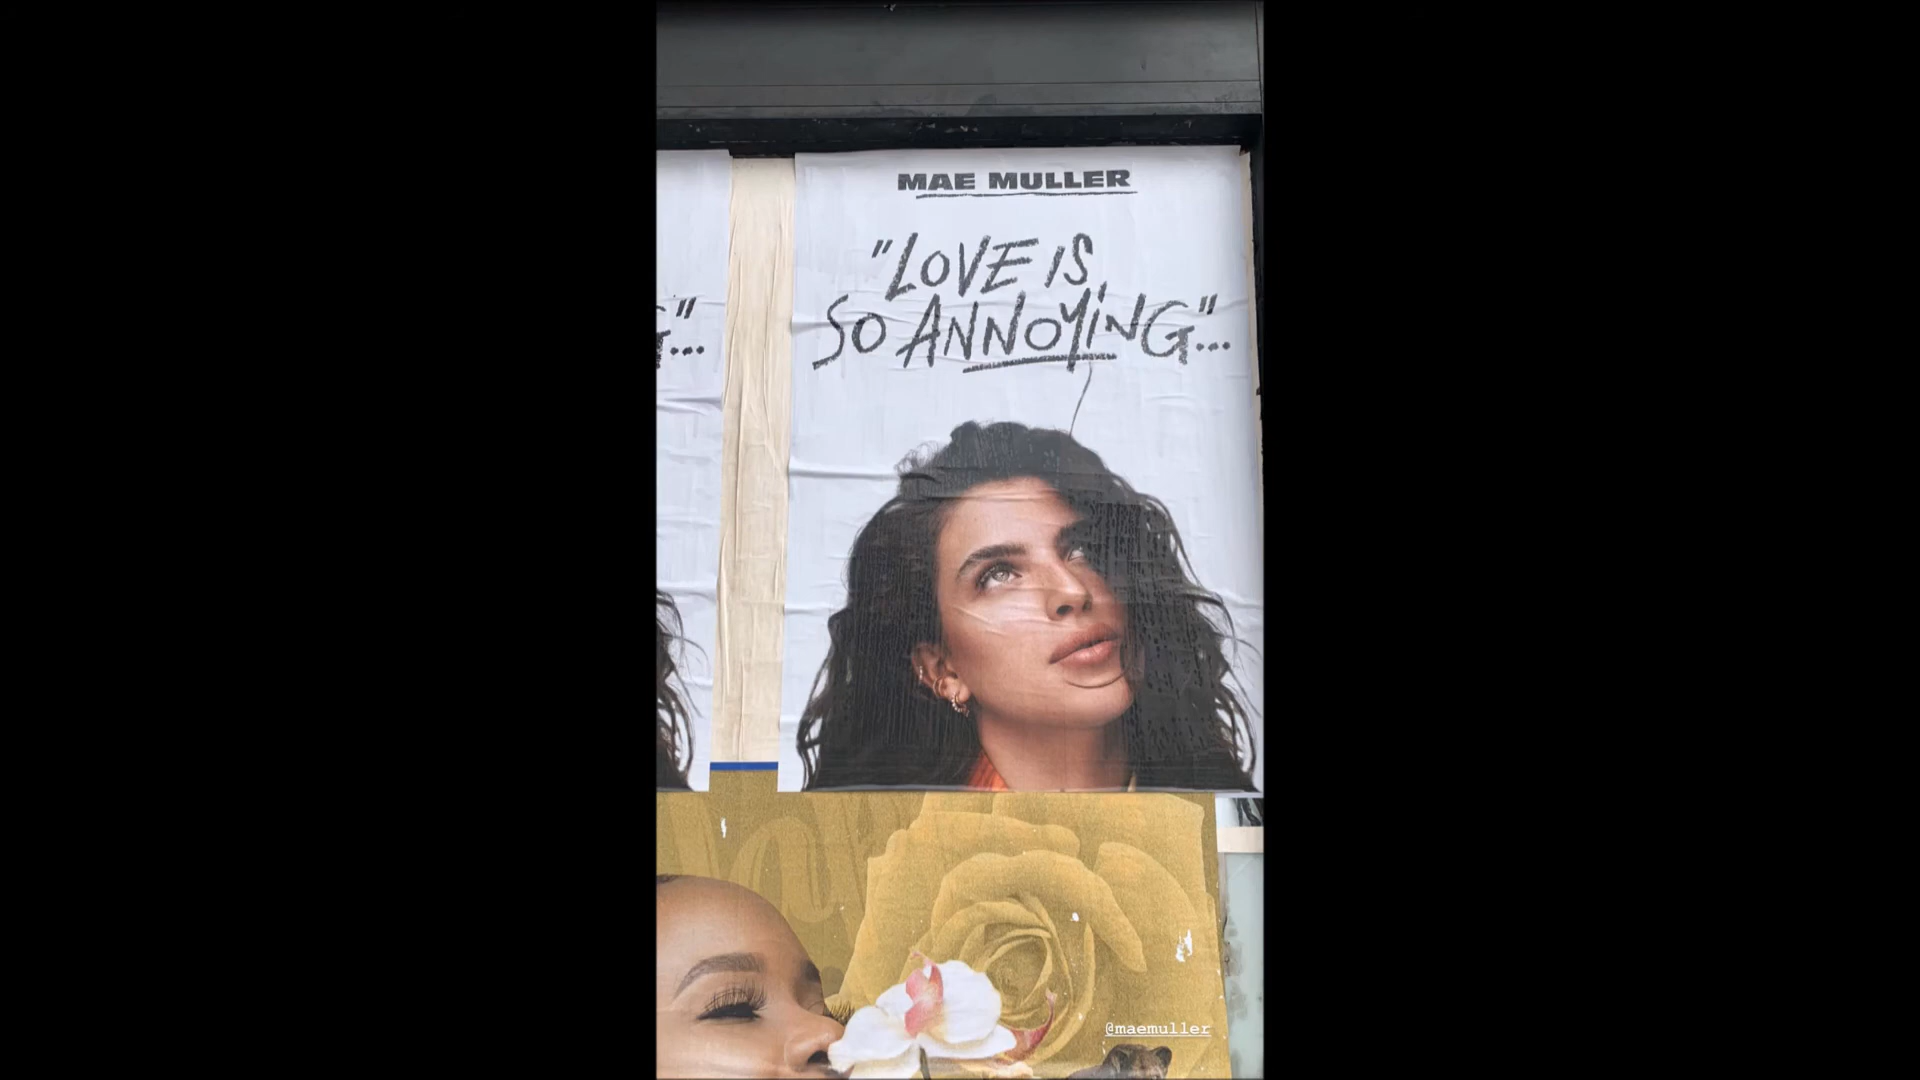 MAE MULLER
"LOVE IS
SO ANNOYING"...
G"...
@maemuller